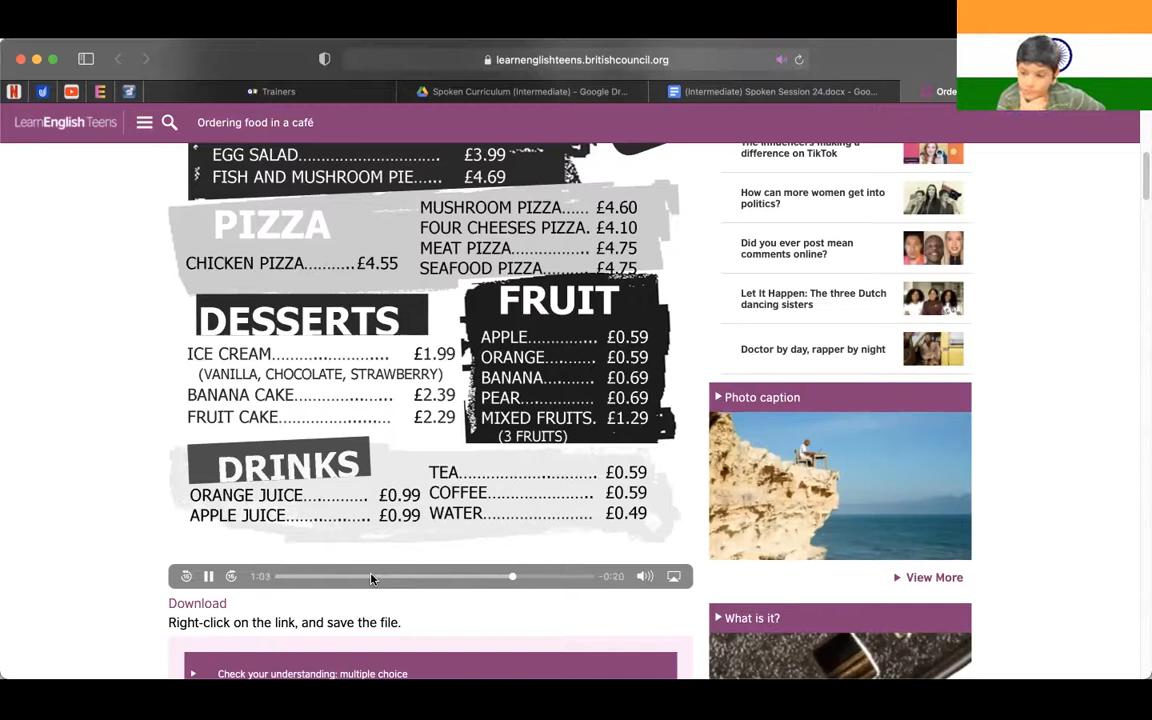 learnenglishteens.britishcouncil.org
Trainers
Spoken Curriculum (Intermediate) - Google Dr...
(Intermediate) Spoken Session 24.docx - Goo...
Orde
LearnEnglish Teens
Ordering food in a café
EGG SALAD................................. £3.99
FISH AND MUSHROOM PIE...... £4.69
PIZZA
CHICKEN PIZZA..........£4.55
MUSHROOM PIZZA..... £4.60
FOUR CHEESES PIZZA. £4.10
MEAT PIZZA............... £4.75
SEAFOOD PIZZA......... £4.75
DESSERTS
ICE CREAM....................... £1.99
(VANILLA, CHOCOLATE, STRAWBERRY)
BANANA CAKE................... £2.39
FRUIT CAKE...................... £2.29
FRUIT
APPLE............. £0.59
ORANGE.......... £0.59
BANANA.......... £0.69
PEAR............... £0.69
MIXED FRUITS. £1.29
(3 FRUITS)
DRINKS
ORANGE JUICE............ £0.99
APPLE JUICE............... £0.99
TEA.......................... £0.59
COFFEE..................... £0.59
WATER..................... £0.49
1:03
-0:20
Download
Right-click on the link, and save the file.
Check your understanding: multiple choice
The influencers making a
difference on TikTok
How can more women get into
politics?
Did you ever post mean
comments online?
Let It Happen: The three Dutch
dancing sisters
Doctor by day, rapper by night
Photo caption
View More
What is it?